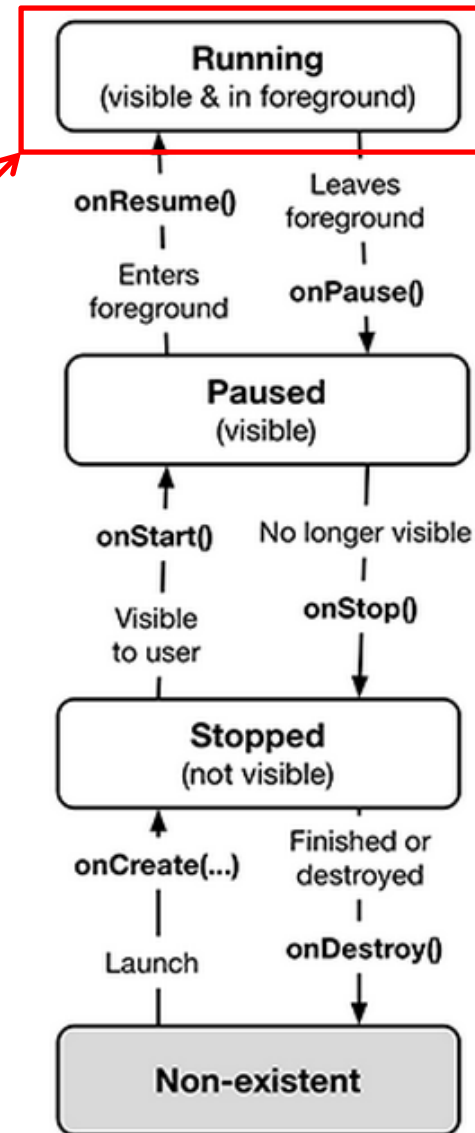 Running
(visible & in foreground)
onResume()
Enters
foreground
Leaves
foreground
onPause()
Paused
(visible)
onStart()
Visible
to user
No longer visible
onStop()
Stopped
(not visible)
onCreate(...)
Launch
Finished or
destroyed
onDestroy()
Non-existent